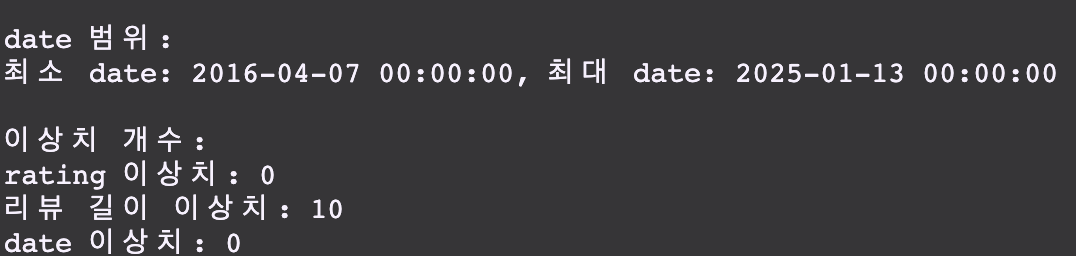 date 범위:
최소 date: 2016-04-07 00:00:00, 최대 date: 2025-01-13 00:00:00
이상치 개수:
rating 이상치: 0
리뷰 길이 이상치: 10
date 이상치: 0